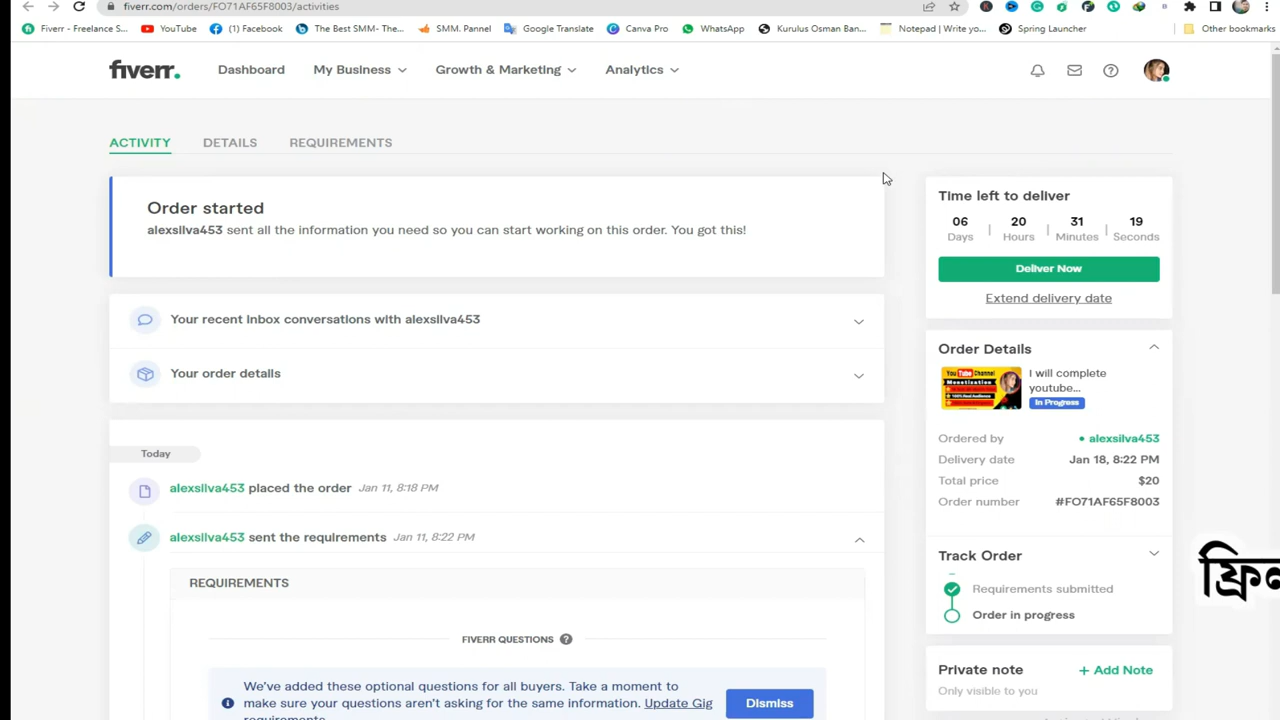 fiverr.com/orders/FO71AF65F8003/activities
Fiverr - Freelance S... YouTube (1) Facebook The Best SMM- The... SMM. Pannel Google Translate Canva Pro WhatsApp Kurulus Osman Ban... Notepad | Write yo... Spring Launcher Other bookmarks
fiverr. Dashboard My Business Growth & Marketing Analytics
ACTIVITY DETAILS REQUIREMENTS
Order started
alexsilva453 sent all the information you need so you can start working on this order. You got this!
Your recent inbox conversations with alexsilva453
Your order details
Today
alexsilva453 placed the order Jan 11, 8:18 PM
alexsilva453 sent the requirements Jan 11, 8:22 PM
REQUIREMENTS
FIVERR QUESTIONS
We've added these optional questions for all buyers. Take a moment to
make sure your questions aren't asking for the same information. Update Gig
requirements.
Dismiss
Time left to deliver
06 20 31 19
Days Hours Minutes Seconds
Deliver Now
Extend delivery date
Order Details
YouTube Channel
Monetization
I will complete
youtube...
In Progress
Ordered by alexsilva453
Delivery date Jan 18, 8:22 PM
Total price $20
Order number #FO71AF65F8003
Track Order
Requirements submitted
Order in progress
Private note + Add Note
Only visible to you